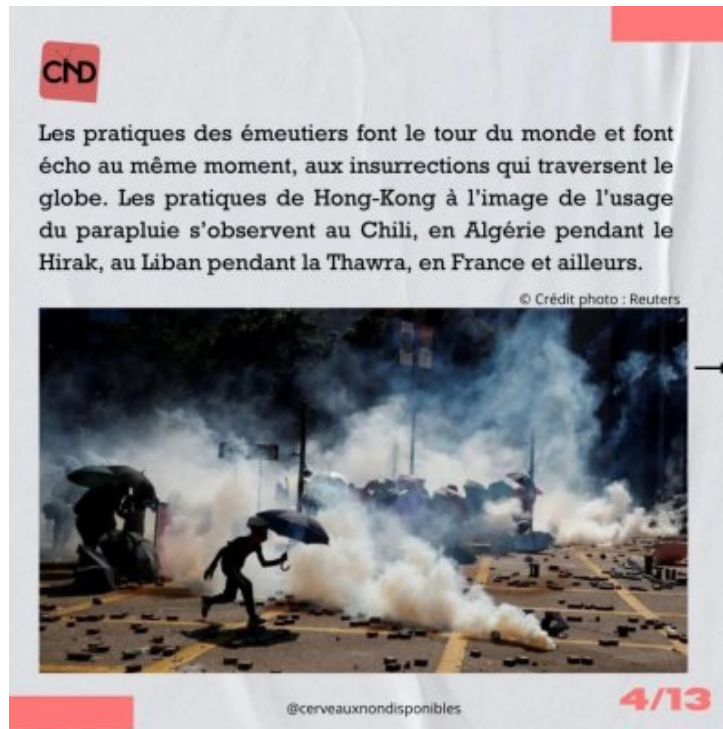 CND
Les pratiques des émeutiers font le tour du monde et font
écho au même moment, aux insurrections qui traversent le
globe. Les pratiques de Hong-Kong à l'image de l'usage
du parapluie s'observent au Chili, en Algérie pendant le
Hirak, au Liban pendant la Thawra, en France et ailleurs.
© Crédit photo : Reuters
@cerveauxnondisponibles
4/13